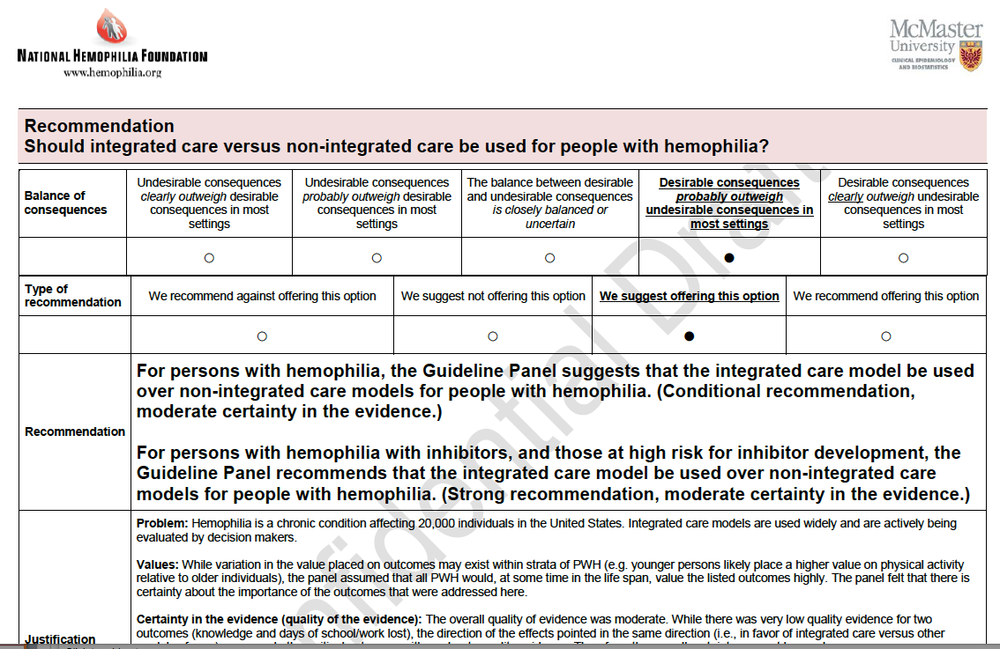 NATIONAL HEMOPHILIA FOUNDATION
www.hemophilia.org
McMaster
University
CLINICAL EPIDEMIOLOGY
AND BIOSTATISTICS
Recommendation
Should integrated care versus non-integrated care be used for people with hemophilia?
Balance of
consequences
Undesirable consequences
clearly outweigh desirable
consequences in most
settings
Undesirable consequences
probably outweigh desirable
consequences in most
settings
The balance between desirable
and undesirable consequences
is closely balanced or
uncertain
Desirable consequences
probably outweigh
undesirable consequences in
most settings
Desirable consequences
clearly outweigh undesirable
consequences in most
settings
○ ○ ○ ● ○
Type of
recommendation
We recommend against offering this option
We suggest not offering this option
We suggest offering this option
We recommend offering this option
○ ○ ● ○
Recommendation
For persons with hemophilia, the Guideline Panel suggests that the integrated care model be used
over non-integrated care models for people with hemophilia. (Conditional recommendation,
moderate certainty in the evidence.)
For persons with hemophilia with inhibitors, and those at high risk for inhibitor development, the
Guideline Panel recommends that the integrated care model be used over non-integrated care
models for people with hemophilia. (Strong recommendation, moderate certainty in the evidence.)
Justification
Problem: Hemophilia is a chronic condition affecting 20,000 individuals in the United States. Integrated care models are used widely and are actively being
evaluated by decision makers.
Values: While variation in the value placed on outcomes may exist within strata of PWH (e.g. younger persons likely place a higher value on physical activity
relative to older individuals), the panel assumed that all PWH would, at some time in the life span, value the listed outcomes highly. The panel felt that there is
certainty about the importance of the outcomes that were addressed here.
Certainty in the evidence (quality of the evidence): The overall quality of evidence was moderate. While there was very low quality evidence for two
outcomes (knowledge and days of school/work lost), the direction of the effects pointed in the same direction (i.e., in favor of integrated care versus other
nfidential Draft